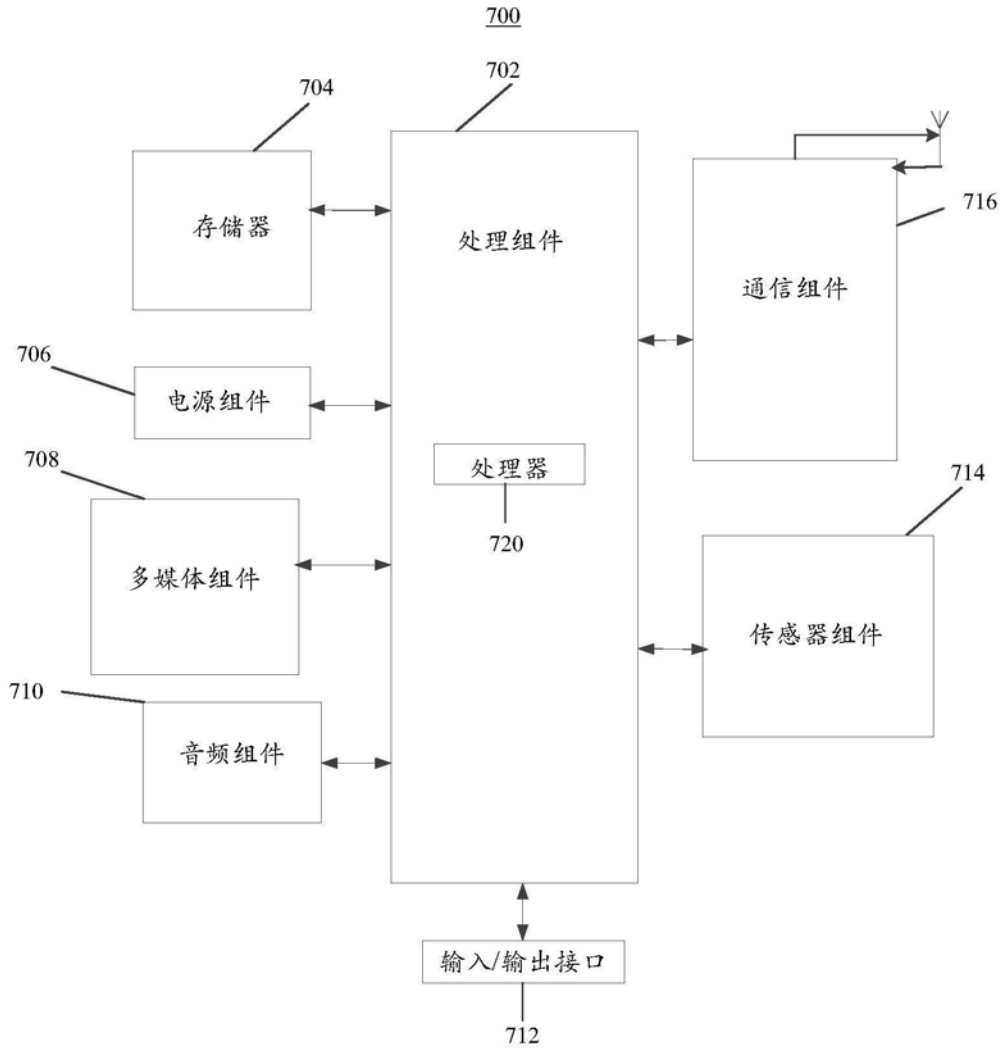 700
702
704
716
存储器
处理组件
通信组件
706
电源组件
708
处理器
714
720
多媒体组件
传感器组件
710
音频组件
输入/输出接口
712